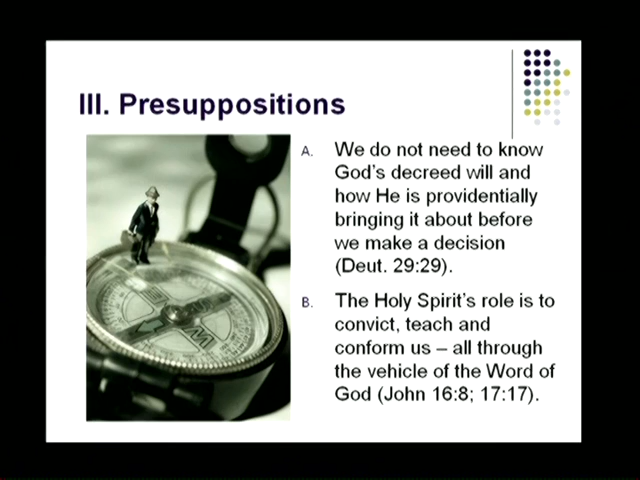 III. Presuppositions
A. We do not need to know
God's decreed will and
how He is providentially
bringing it about before
we make a decision
(Deut. 29:29).
B. The Holy Spirit's role is to
convict, teach and
conform us – all through
the vehicle of the Word of
God (John 16:8; 17:17).